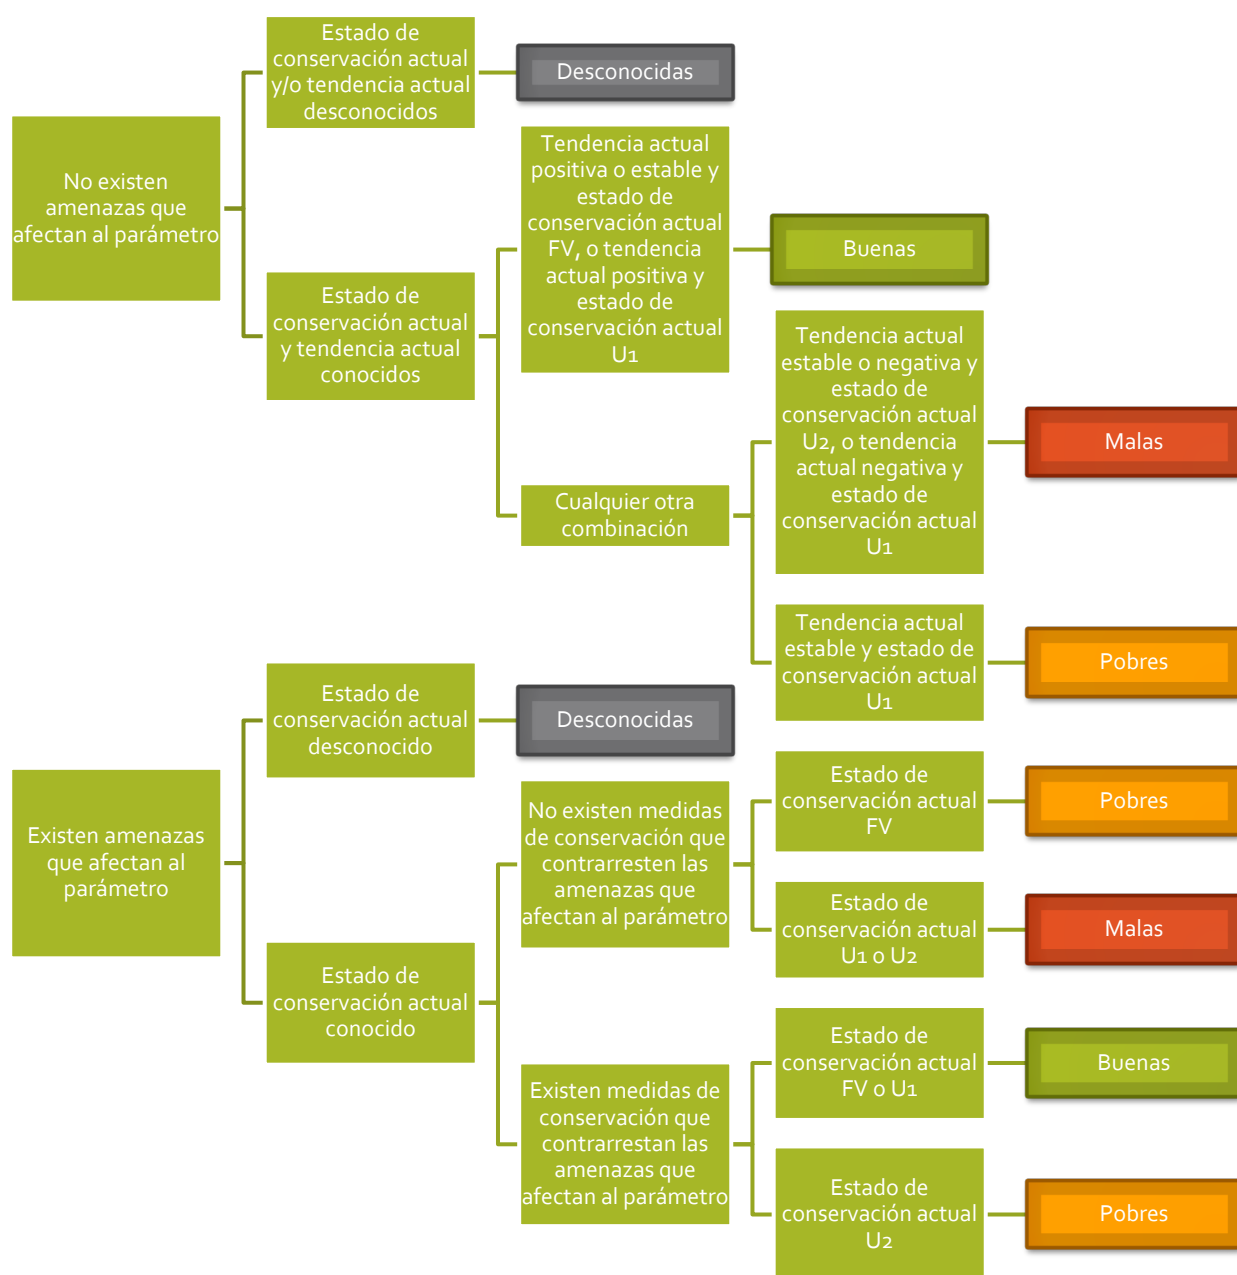 No existen
amenazas que
afectan al parámetro
Estado de
conservación actual
y/o tendencia actual
desconocidos
Desconocidas
Estado de
conservación actual
y tendencia actual
conocidos
Tendencia actual
positiva o estable y
estado de
conservación actual
FV, o tendencia
actual positiva y
estado de
conservación actual
U1
Buenas
Cualquier otra
combinación
Tendencia actual
estable o negativa y
estado de
conservación actual
U2, o tendencia
actual negativa y
estado de
conservación actual
U1
Malas
Tendencia actual
estable y estado de
conservación actual
U1
Pobres
Existen amenazas
que afectan al
parámetro
Estado de
conservación actual
desconocido
Desconocidas
Estado de
conservación actual
conocido
No existen medidas
de conservación que
contrarresten las
amenazas que
afectan al parámetro
Estado de
conservación actual
FV
Pobres
Estado de
conservación actual
U1 o U2
Malas
Existen medidas de
conservación que
contrarrestan las
amenazas que
afectan al parámetro
Estado de
conservación actual
FV o U1
Buenas
Estado de
conservación actual
U2
Pobres